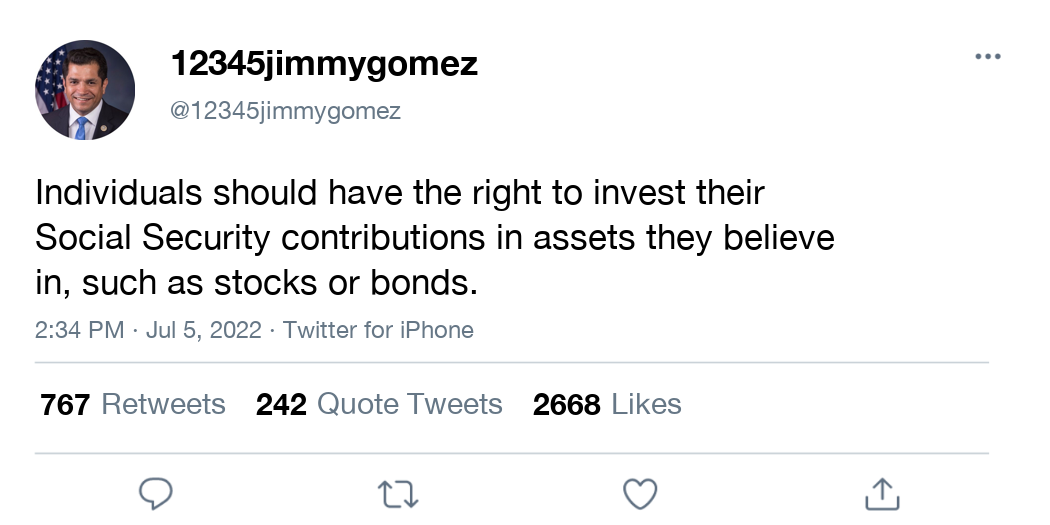 12345jimmygomez
@12345jimmygomez
Individuals should have the right to invest their
Social Security contributions in assets they believe
in, such as stocks or bonds.
2:34 PM · Jul 5, 2022 · Twitter for iPhone
767 Retweets 242 Quote Tweets 2668 Likes